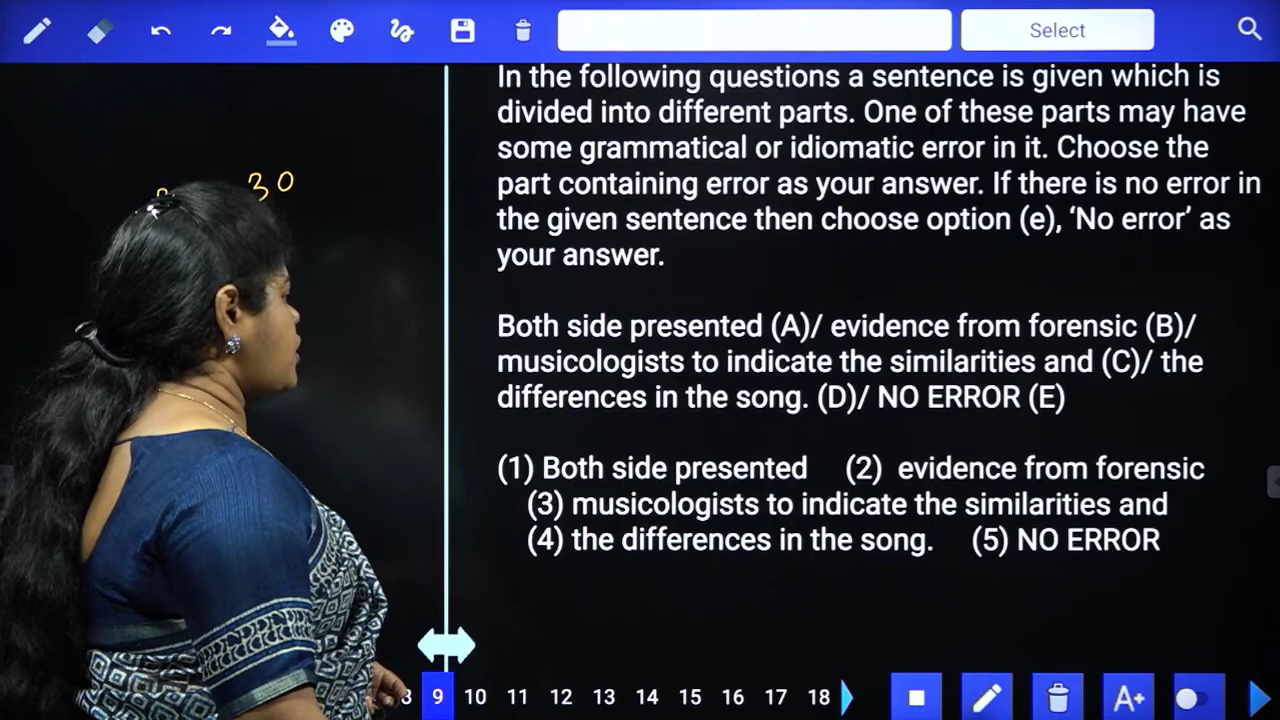 Select
In the following questions a sentence is given which is
divided into different parts. One of these parts may have
some grammatical or idiomatic error in it. Choose the
part containing error as your answer. If there is no error in
the given sentence then choose option (e), ‘No error’ as
your answer.
30
Both side presented (A)/ evidence from forensic (B)/
musicologists to indicate the similarities and (C)/ the
differences in the song. (D)/ NO ERROR (E)
(1) Both side presented (2) evidence from forensic
(3) musicologists to indicate the similarities and
(4) the differences in the song. (5) NO ERROR
9 10 11 12 13 14 15 16 17 18 A+